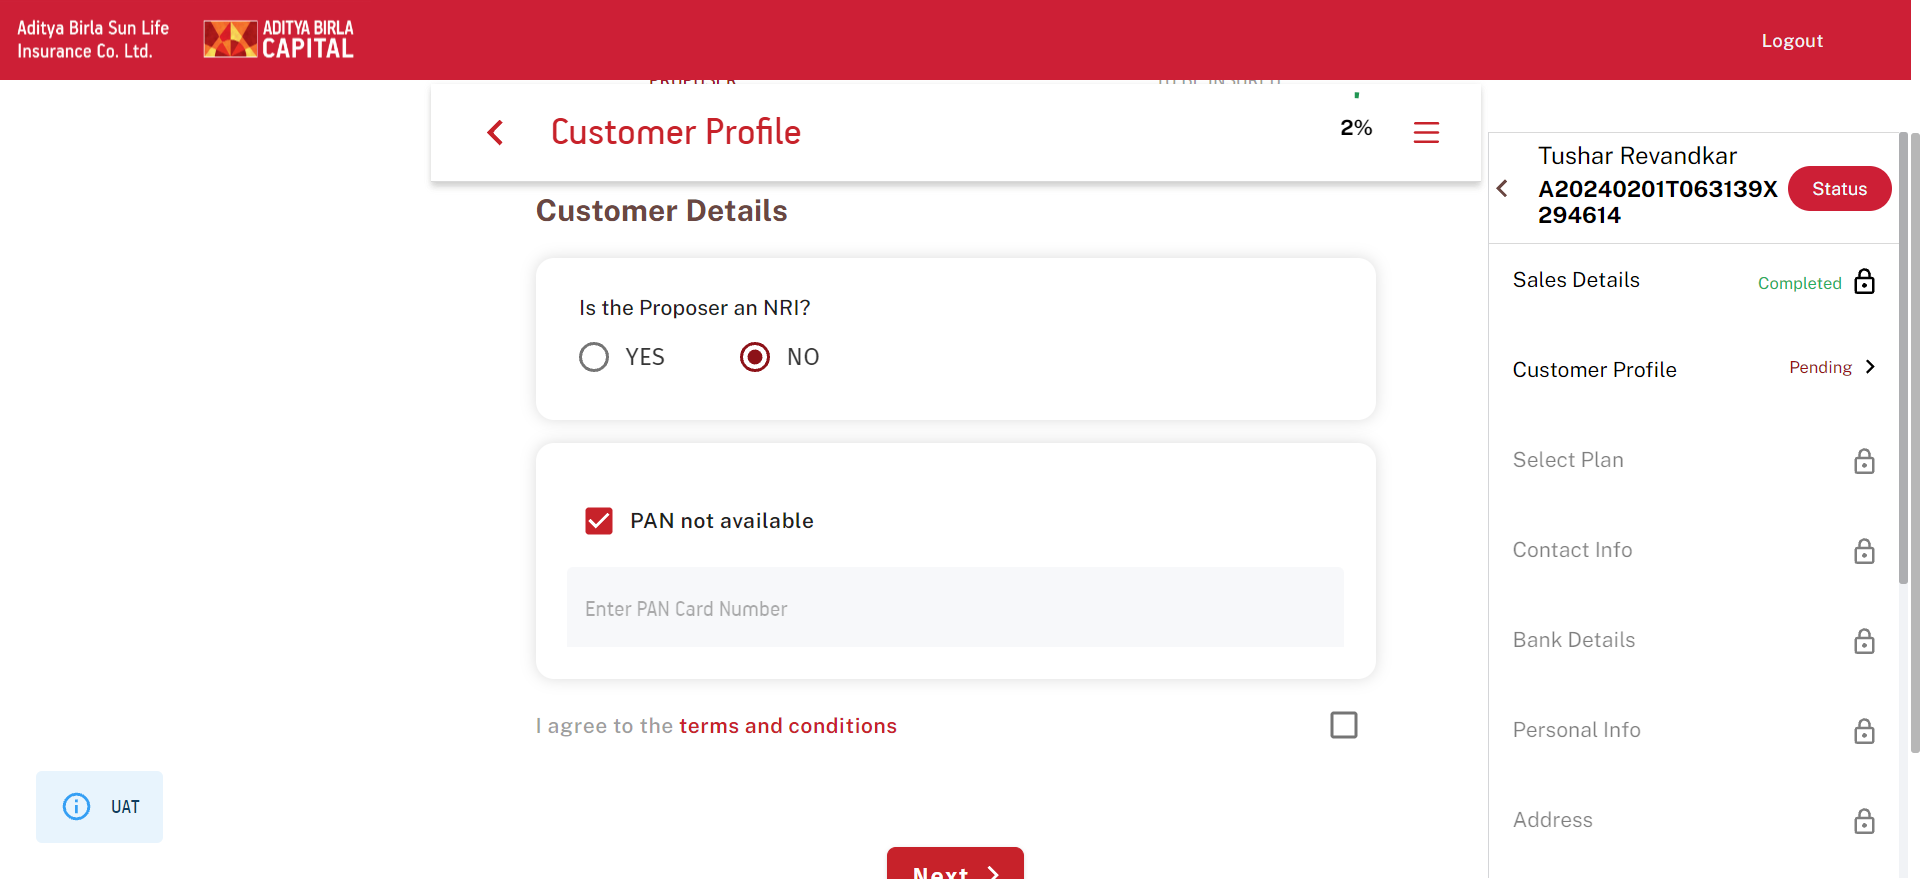 Aditya Birla Sun Life
Insurance Co. Ltd.
ADITYA BIRLA
CAPITAL
Logout
Customer Profile
2%
Tushar Revandkar
A20240201T063139X
294614
Status
Customer Details
Is the Proposer an NRI?
YES
NO
PAN not available
Enter PAN Card Number
I agree to the terms and conditions
Next
UAT
Sales Details
Completed
Customer Profile
Pending
Select Plan
Contact Info
Bank Details
Personal Info
Address